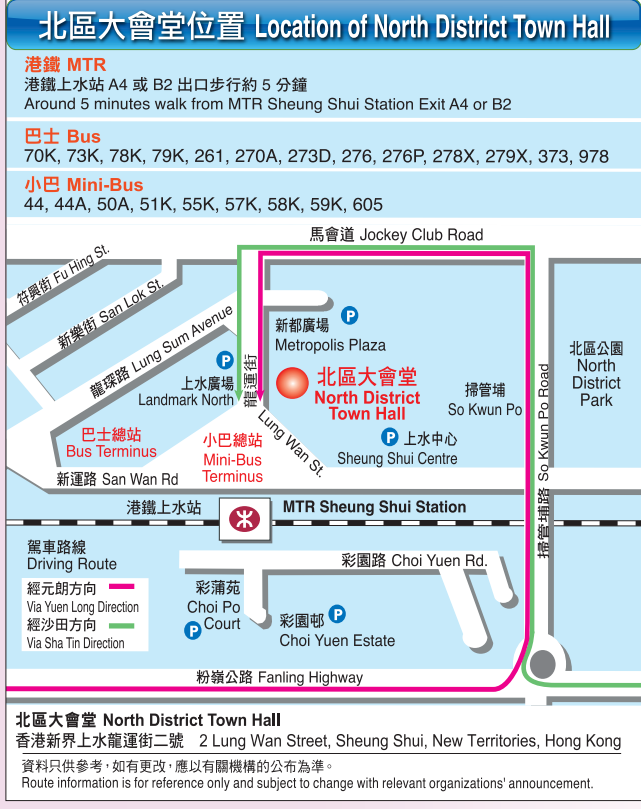 北區大會堂位置 Location of North District Town Hall
港鐵 MTR
港鐵上水站 A4 或 B2 出口步行約 5 分鐘
Around 5 minutes walk from MTR Sheung Shui Station Exit A4 or B2
巴士 Bus
70K, 73K, 78K, 79K, 261, 270A, 273D, 276, 276P, 278X, 279X, 373, 978
小巴 Mini-Bus
44, 44A, 50A, 51K, 55K, 57K, 58K, 59K, 605
馬會道 Jockey Club Road
符興街 Fu Hing St.
新樂街 San Lok St.
龍琛路 Lung Sum Avenue
新都廣場 P
Metropolis Plaza
P
上水廣場
Landmark North
龍運街
Lung Wan St.
北區大會堂
North District
Town Hall
掃管埔
So Kwun Po
掃管埔路 So Kwun Po Road
北區公園
North
District
Park
P 上水中心
Sheung Shui Centre
巴士總站
Bus Terminus
小巴總站
Mini-Bus
Terminus
新運路 San Wan Rd
港鐵上水站
MTR Sheung Shui Station
駕車路線
Driving Route
經元朗方向
Via Yuen Long Direction
經沙田方向
Via Sha Tin Direction
彩園路 Choi Yuen Rd.
彩蒲苑
Choi Po
P Court
彩園邨 P
Choi Yuen Estate
粉嶺公路 Fanling Highway
北區大會堂 North District Town Hall
香港新界上水龍運街二號 2 Lung Wan Street, Sheung Shui, New Territories, Hong Kong
資料只供參考，如有更改，應以有關機構的公布為準。
Route information is for reference only and subject to change with relevant organizations' announcement.